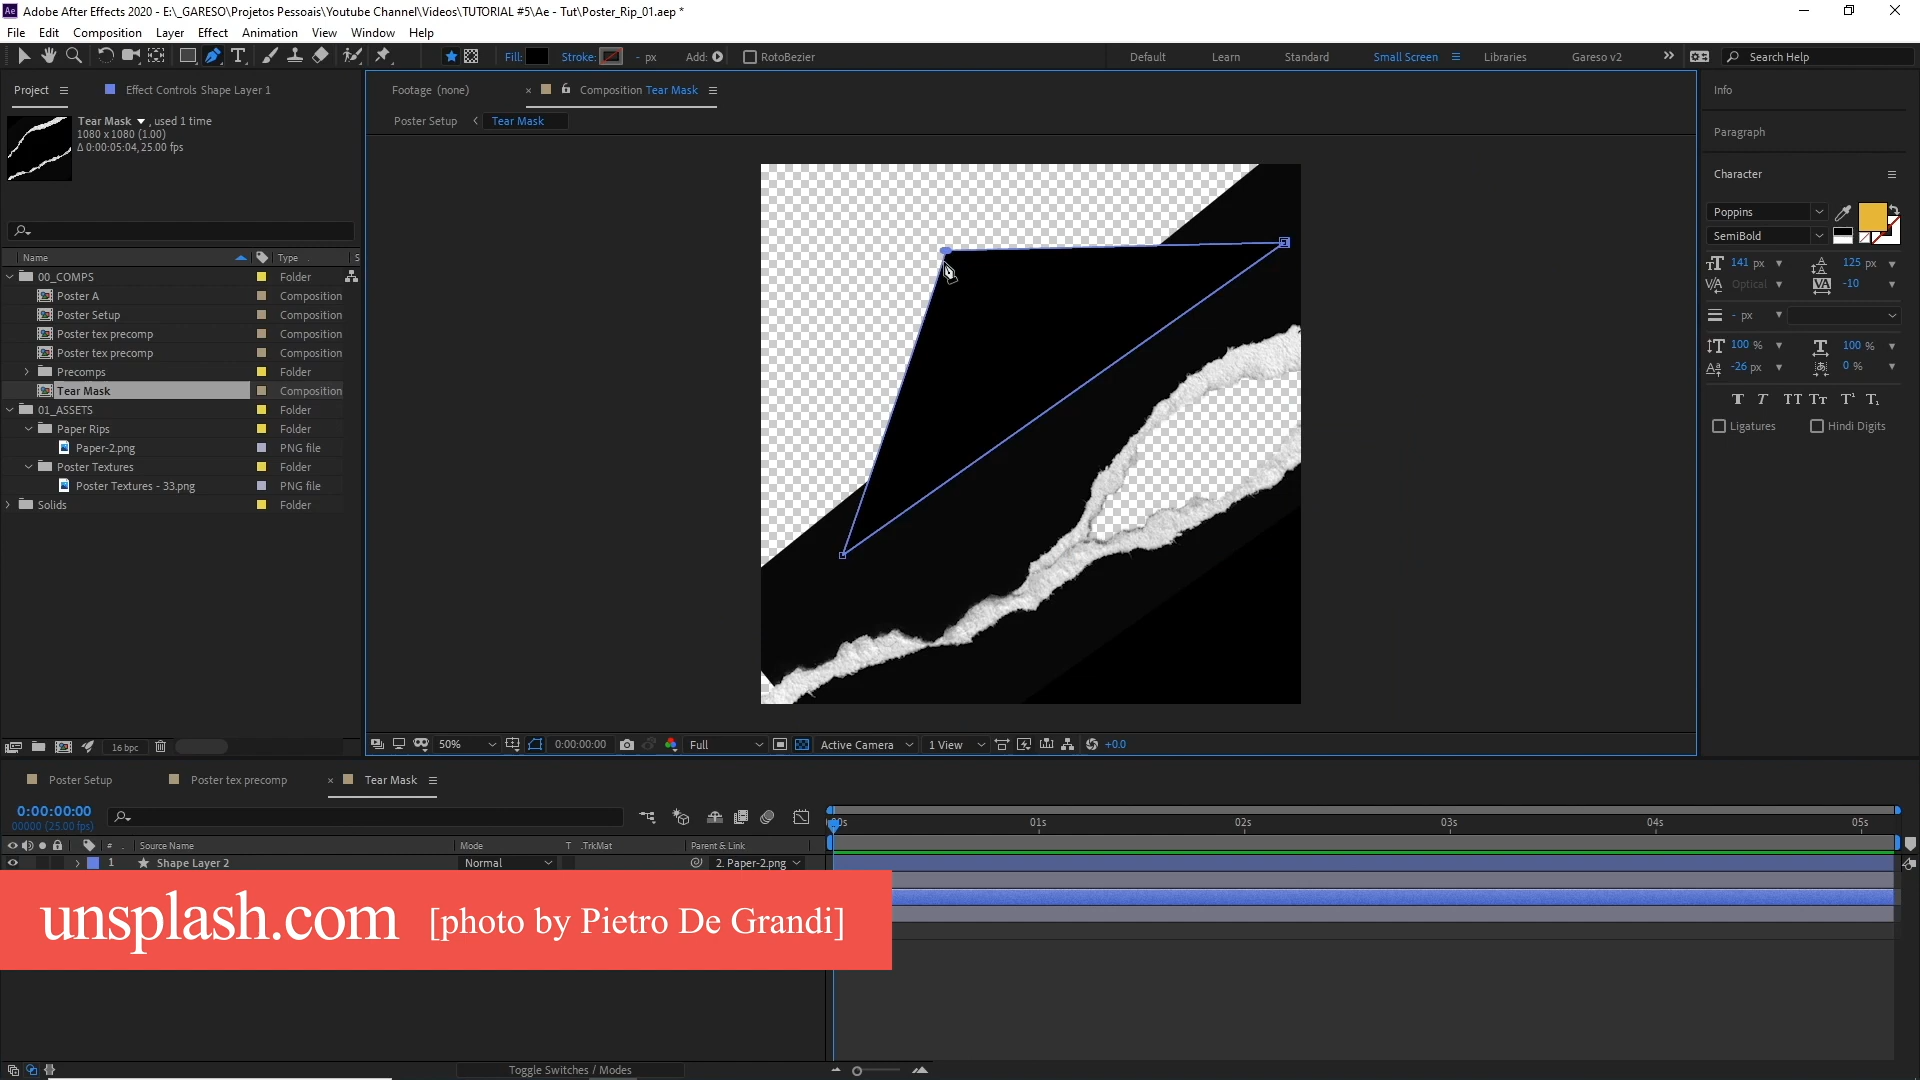 Adobe After Effects 2020 - E:\_GARESO\Projetos Pessoais\Youtube Channel\Videos\TUTORIAL #5\Ae - Tut\Poster_Rip_01.aep *
File Edit Composition Layer Effect Animation View Window Help
Fill: Stroke: - px Add: RotoBezier Default Learn Standard Small Screen Libraries Gareso v2 Search Help
Project Effect Controls Shape Layer 1 Footage (none) Composition Tear Mask Info
Tear Mask , used 1 time
1080 x 1080 (1.00)
Δ 0:00:05:04, 25.00 fps
Poster Setup Tear Mask
Paragraph
Character
Poppins
SemiBold
141 px 125 px
Optical -10
- px
100 % 100 %
-26 px 0 %
Ligatures Hindi Digits
Name Type S
00_COMPS Folder
Poster A Composition
Poster Setup Composition
Poster tex precomp Composition
Poster tex precomp Composition
Precomps Folder
Tear Mask Composition
01_ASSETS Folder
Paper Rips Folder
Paper-2.png PNG file
Poster Textures Folder
Poster Textures - 33.png PNG file
Solids Folder
16 bpc 50% 0:00:00:00 Full Active Camera 1 View +0.0
Poster Setup Poster tex precomp Tear Mask
0:00:00:00
00000 (25.00 fps)
01s 02s 03s 04s 05s
# Source Name Mode T .TrkMat Parent & Link
1 Shape Layer 2 Normal 2. Paper-2.png
unsplash.com [photo by Pietro De Grandi]
Toggle Switches / Modes